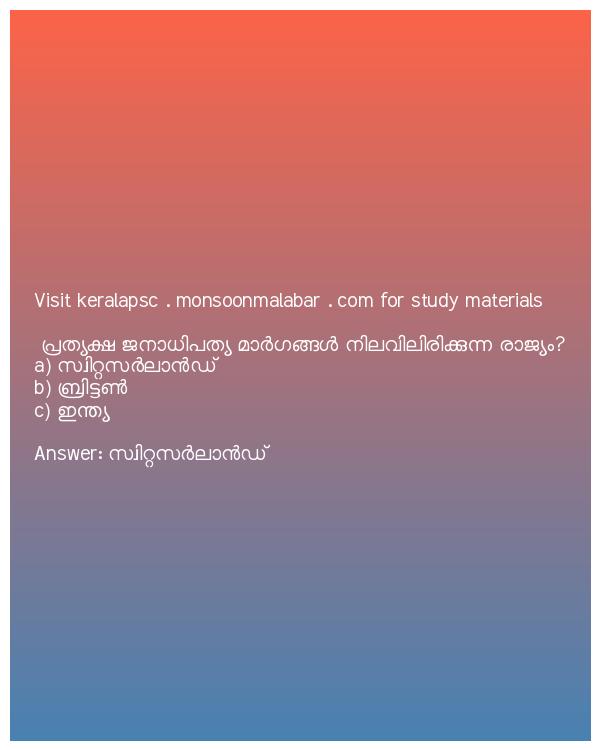 Visit keralapsc . monsoonmalabar . com for study materials
പ്രത്യക്ഷ ജനാധിപത്യ മാർഗങ്ങൾ നിലവിലിരിക്കുന്ന രാജ്യം?
a) സ്വിറ്റസർലാൻഡ്
b) ബ്രിട്ടൺ
c) ഇന്ത്യ
Answer: സ്വിറ്റസർലാൻഡ്